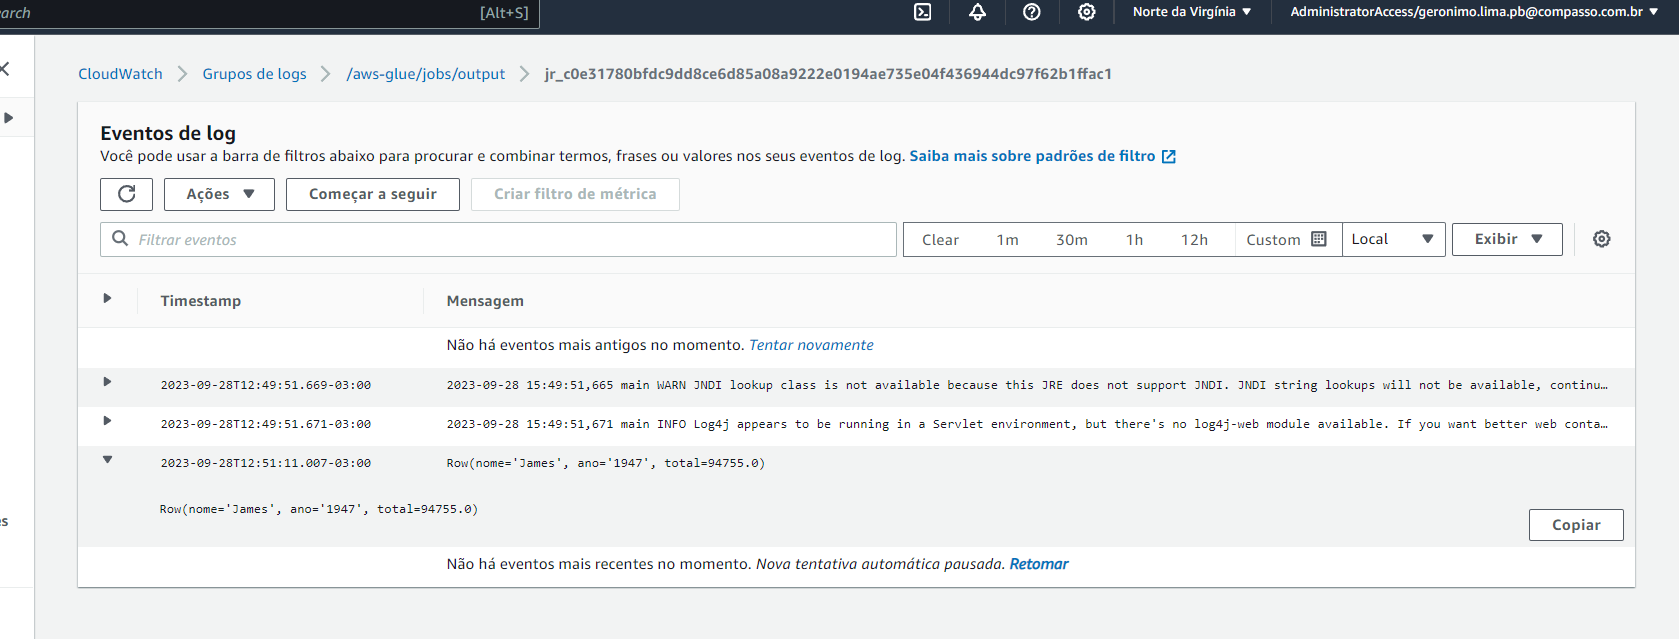 earch [Alt+S] Norte da Virgínia AdministratorAccess/geronimo.lima.pb@compasso.com.br
CloudWatch Grupos de logs /aws-glue/jobs/output jr_c0e31780bfdc9dd8ce6d85a08a9222e0194ae735e04f436944dc97f62b1ffac1
Eventos de log
Você pode usar a barra de filtros abaixo para procurar e combinar termos, frases ou valores nos seus eventos de log. Saiba mais sobre padrões de filtro
Ações Começar a seguir Criar filtro de métrica
Filtrar eventos Clear 1m 30m 1h 12h Custom Local Exibir
Timestamp Mensagem
Não há eventos mais antigos no momento. Tentar novamente
2023-09-28T12:49:51.669-03:00 2023-09-28 15:49:51,665 main WARN JNDI lookup class is not available because this JRE does not support JNDI. JNDI string lookups will not be available, continu…
2023-09-28T12:49:51.671-03:00 2023-09-28 15:49:51,671 main INFO Log4j appears to be running in a Servlet environment, but there's no log4j-web module available. If you want better web conta…
2023-09-28T12:51:11.007-03:00 Row(nome='James', ano='1947', total=94755.0)
Row(nome='James', ano='1947', total=94755.0)
es
Copiar
Não há eventos mais recentes no momento. Nova tentativa automática pausada. Retomar